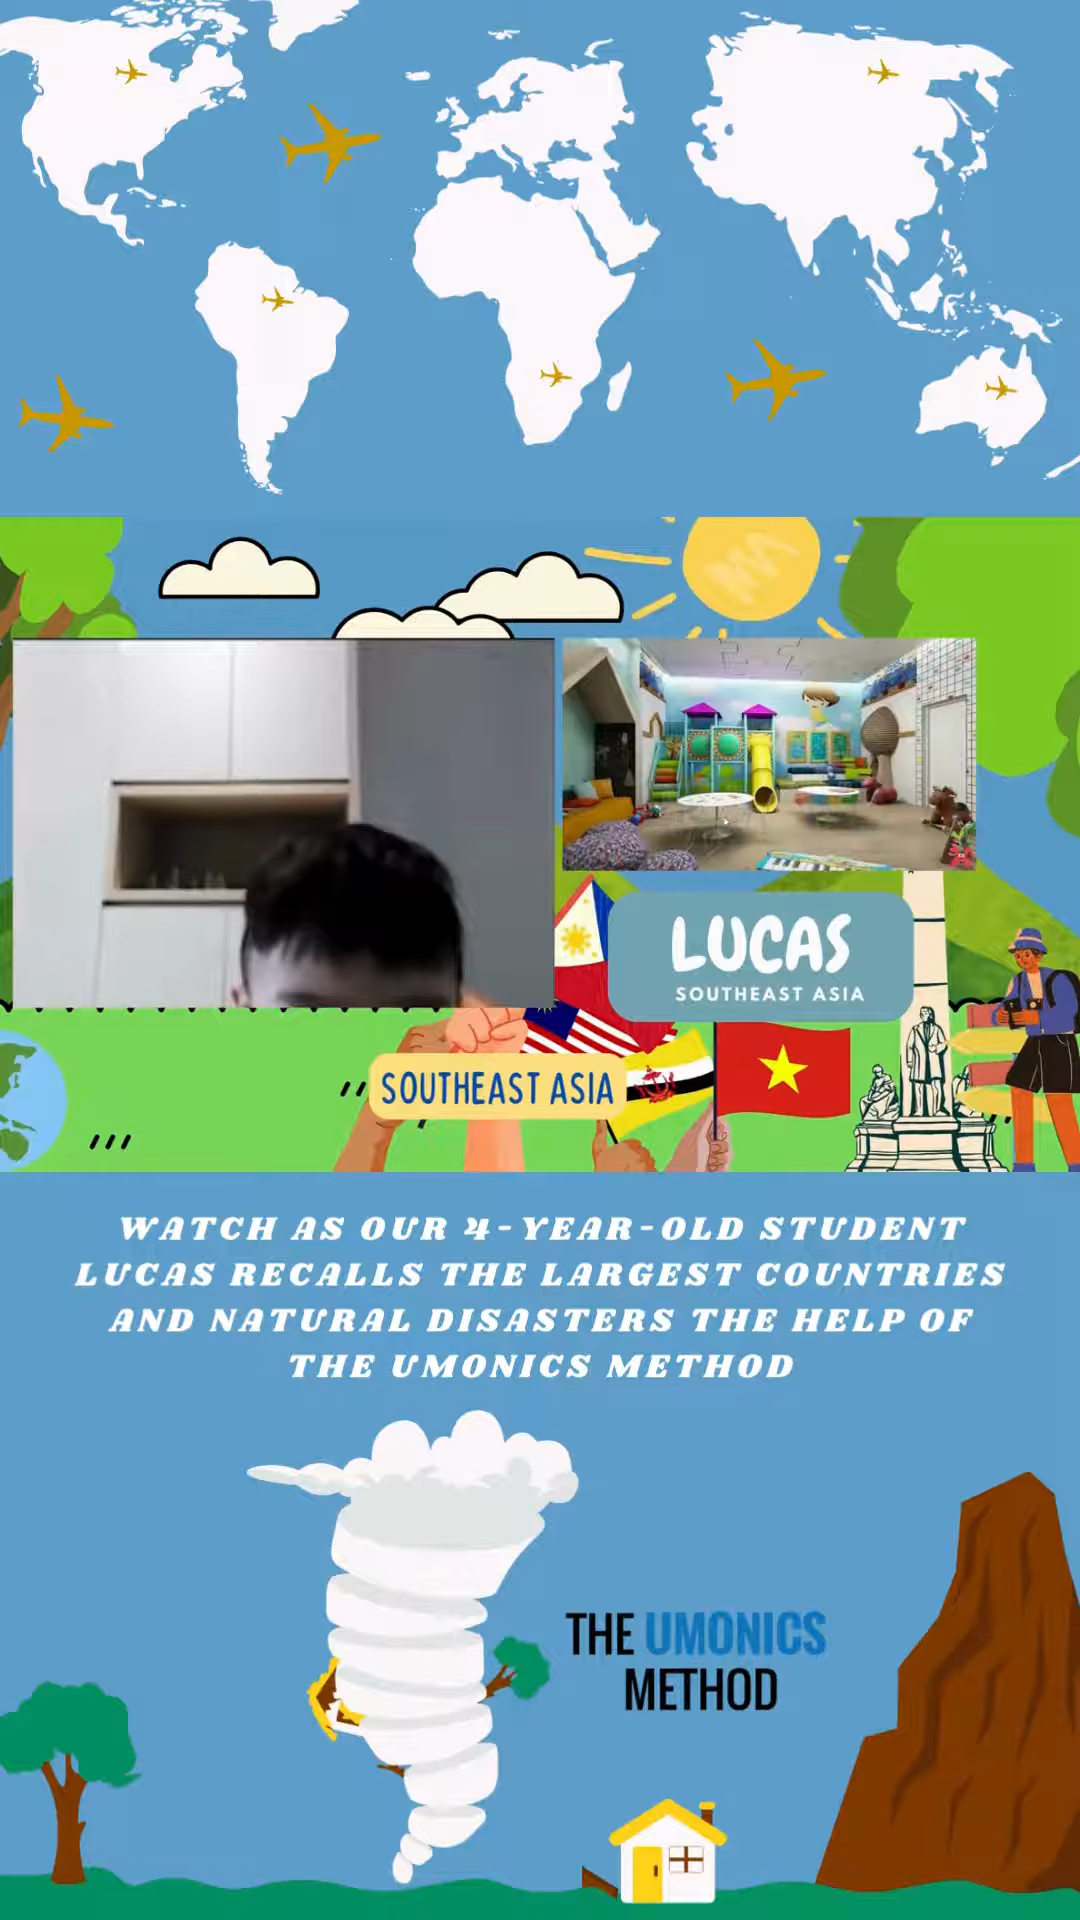 LUCAS
SOUTHEAST ASIA
SOUTHEAST ASIA
WATCH AS OUR 4-YEAR-OLD STUDENT
LUCAS RECALLS THE LARGEST COUNTRIES
AND NATURAL DISASTERS THE HELP OF
THE UMONICS METHOD
THE UMONICS
METHOD